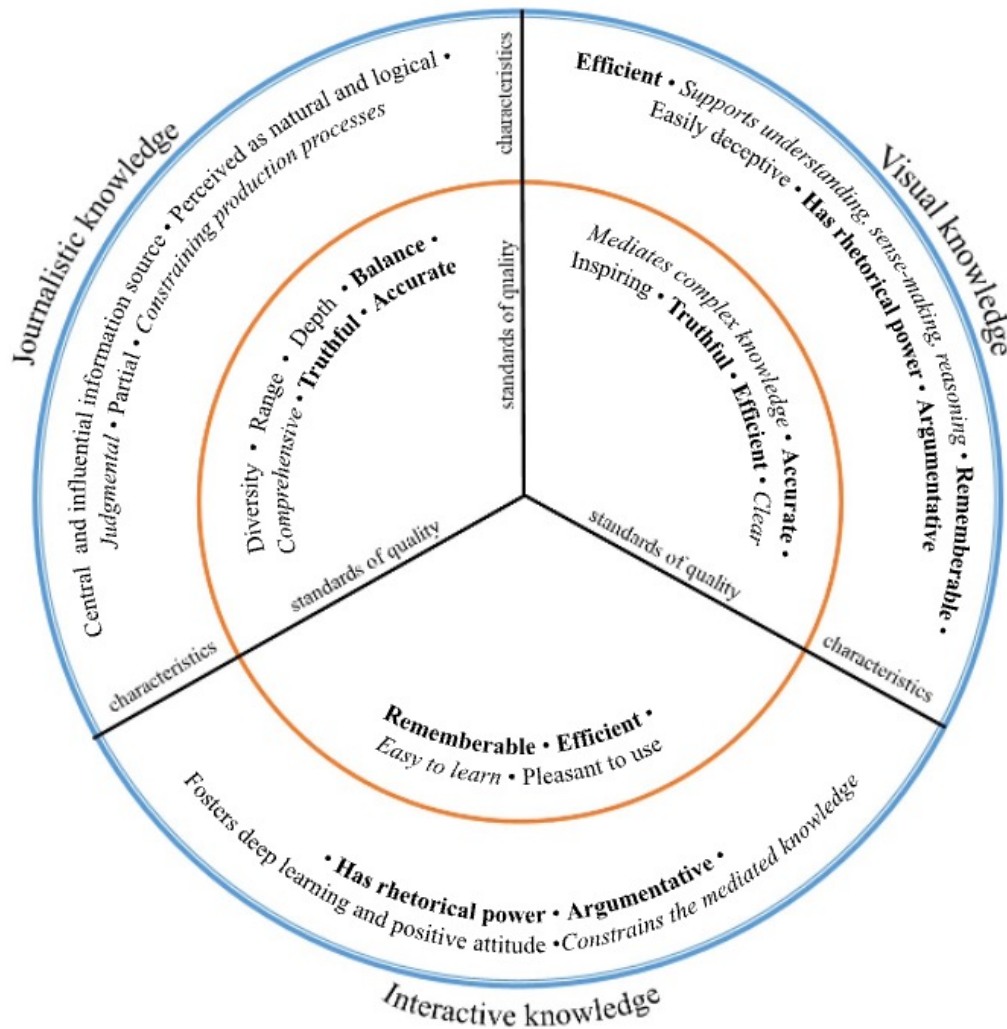 Journalistic knowledge
Central and influential information source • Perceived as natural and logical •
Judgmental • Partial • Constraining production processes
characteristics
Diversity • Range • Depth • Balance •
Comprehensive • Truthful • Accurate
standards of quality
Visual knowledge
Efficient • Supports understanding, sense-making, reasoning • Rememberable •
Easily deceptive • Has rhetorical power • Argumentative
Mediates complex knowledge • Accurate •
Inspiring • Truthful • Efficient • Clear
standards of quality
characteristics
standards of quality
characteristics
Rememberable • Efficient •
Easy to learn • Pleasant to use
• Has rhetorical power • Argumentative •
Fosters deep learning and positive attitude •Constrains the mediated knowledge
Interactive knowledge